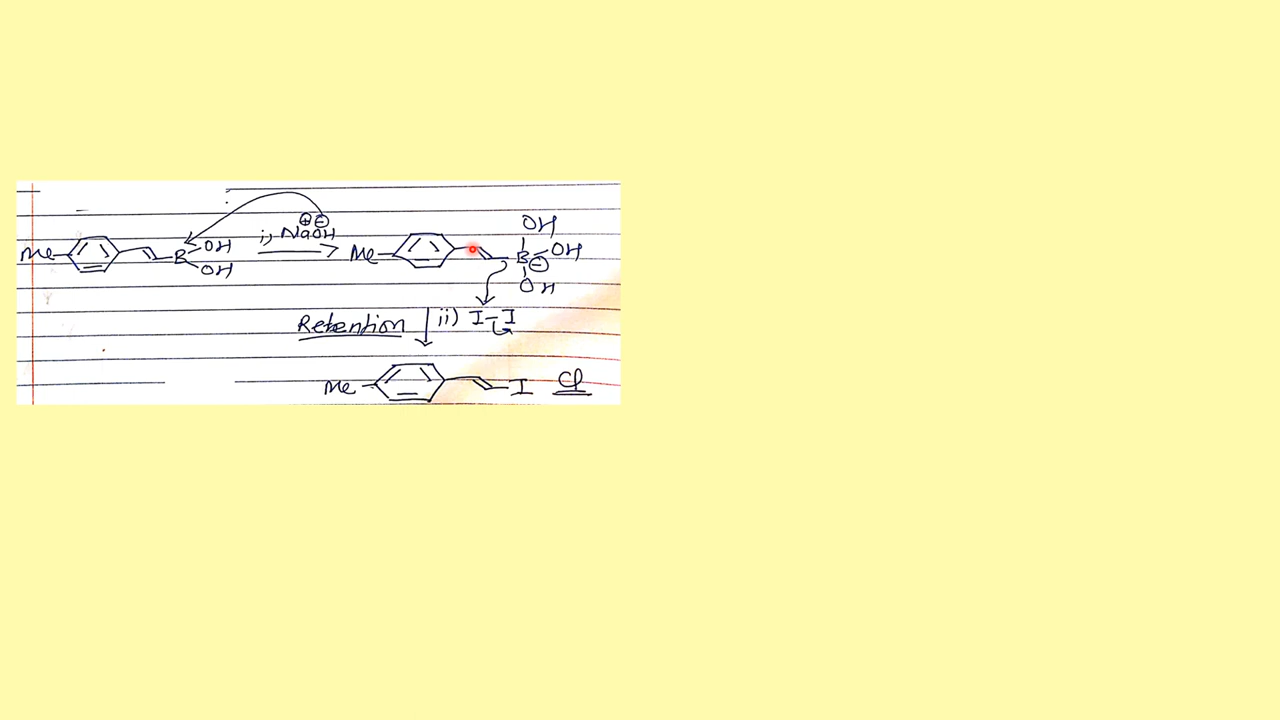 OH
i) NaOH
Me B OH Me B OH
OH OH
Retention ii) I-I
Me I